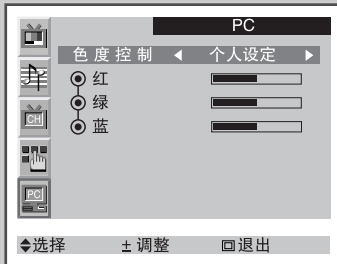 PC
色度控制 ◀ 个人设定 ▶
红
绿
CH
蓝
PC
◆选择 ± 调整 回退出